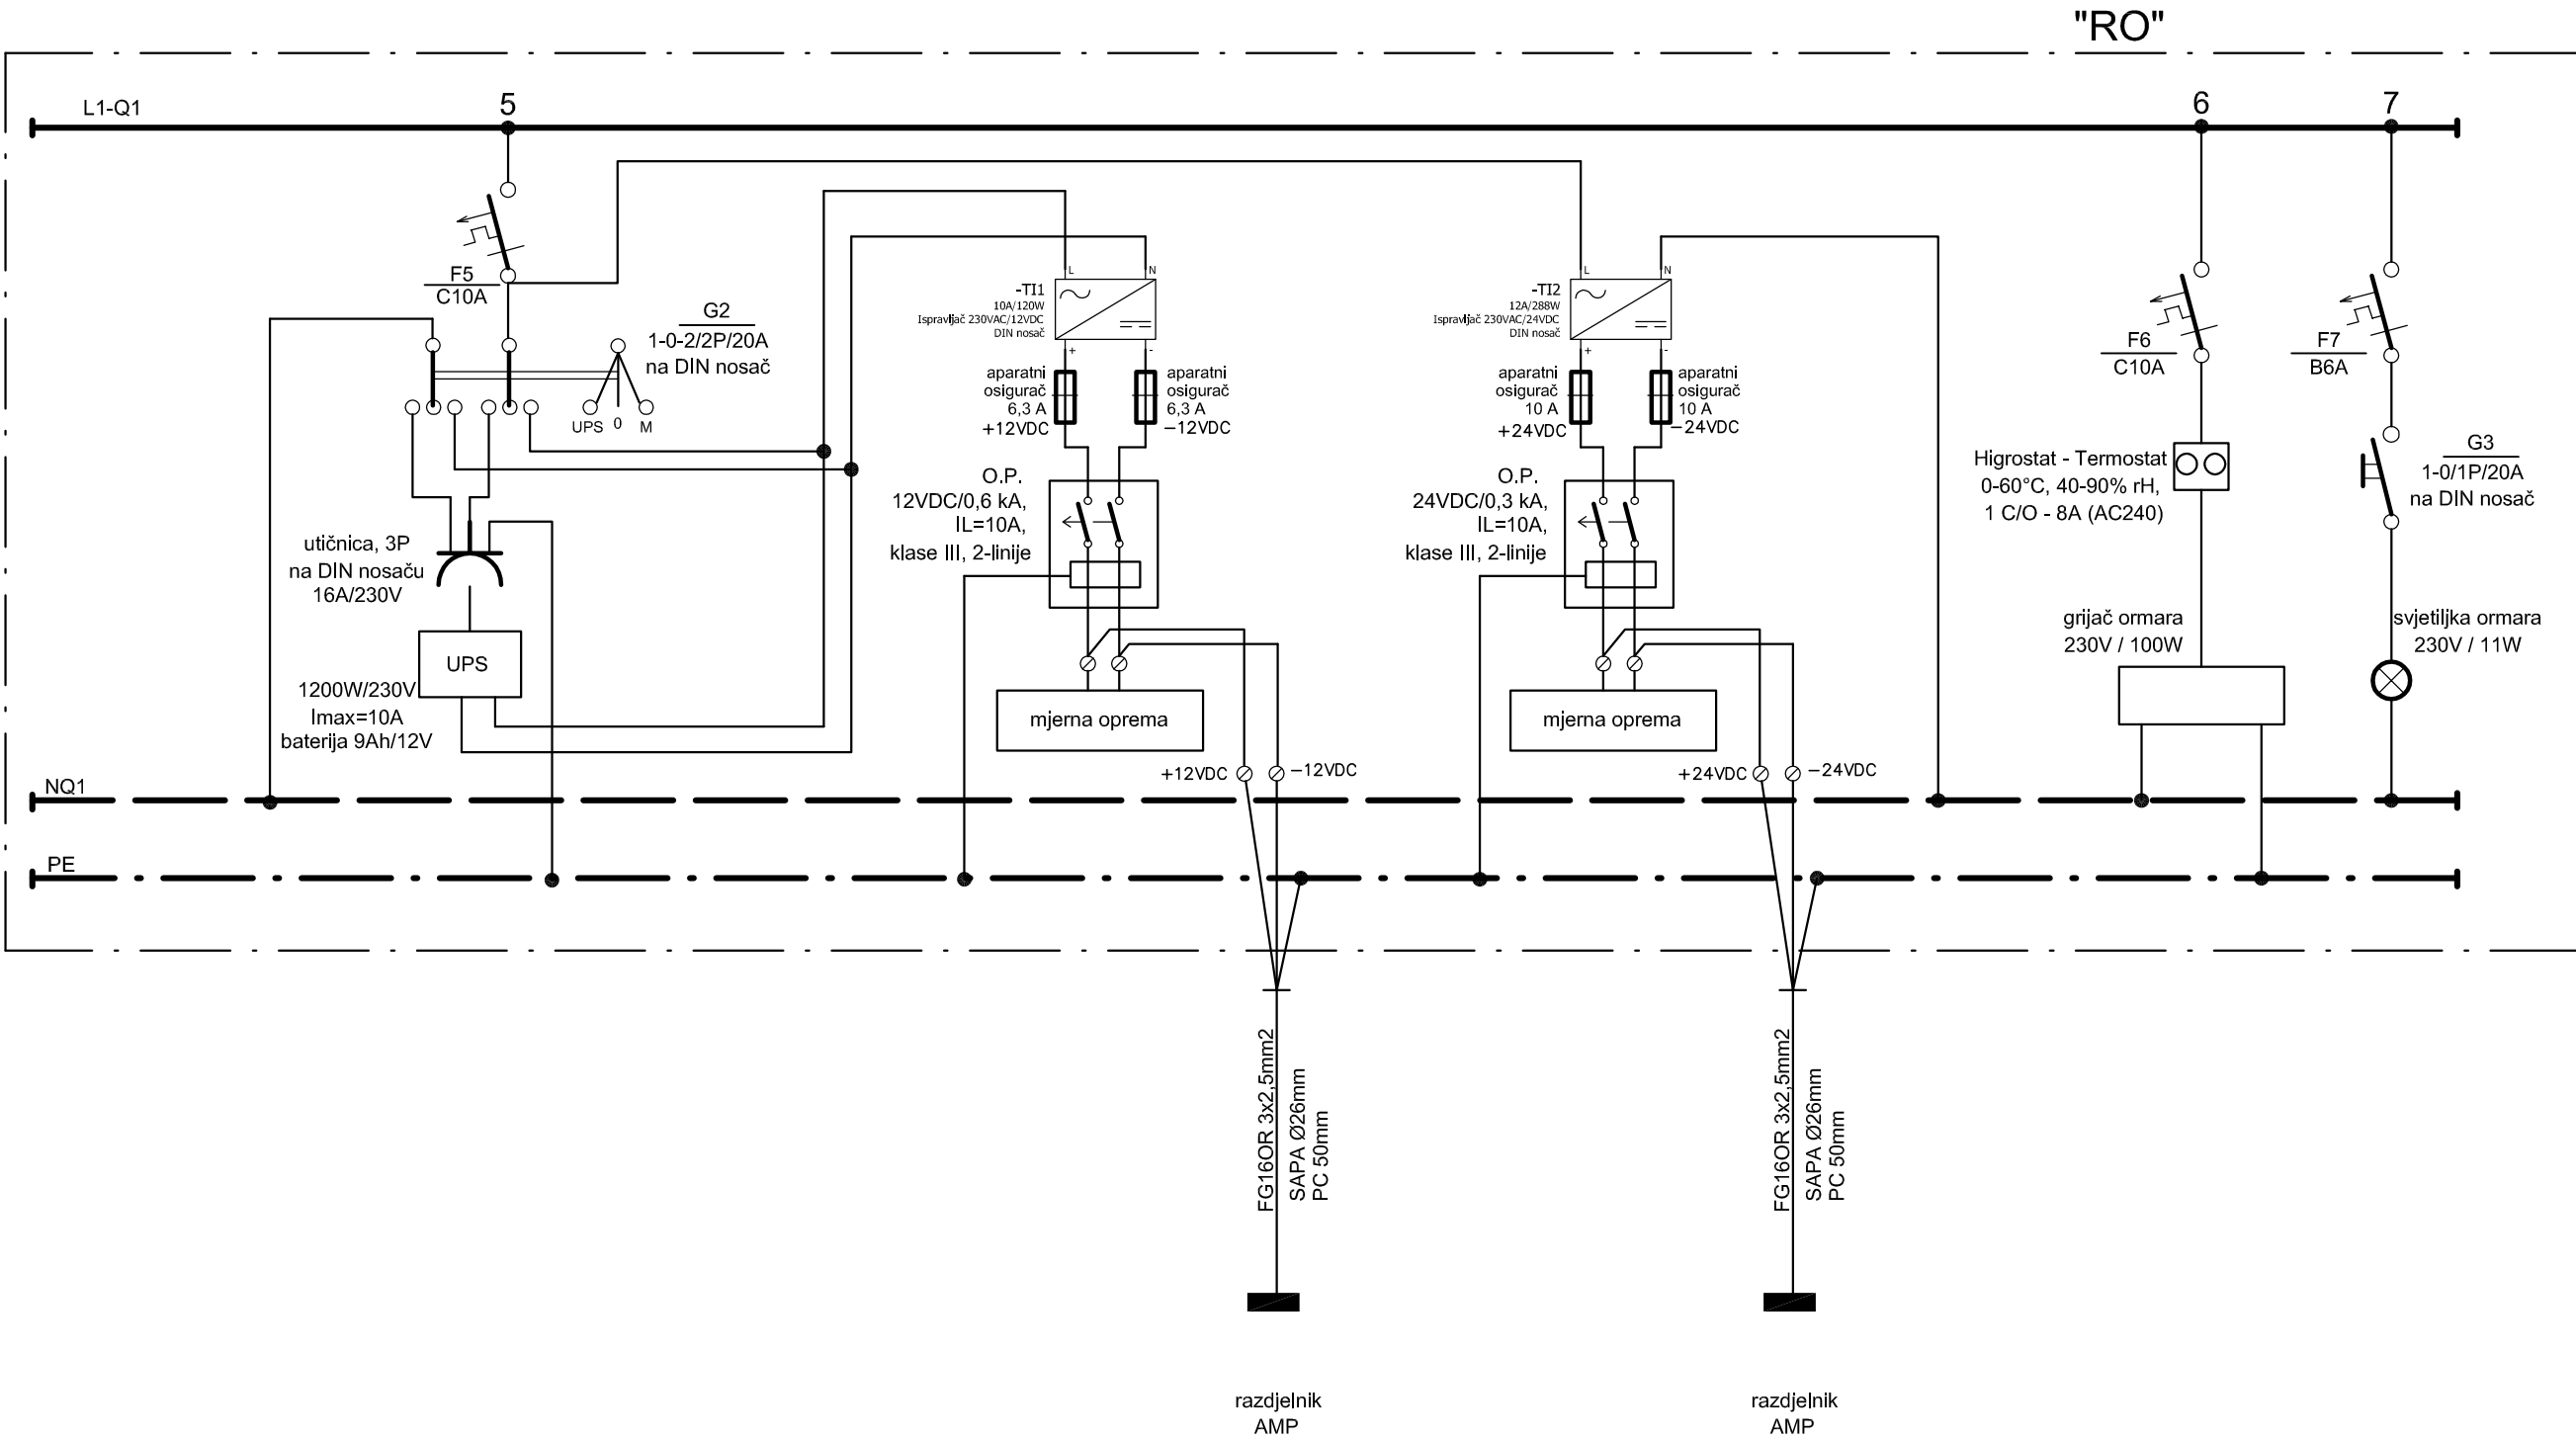 "RO"
L1-Q1
5
6
7
F5
C10A
G2
1-0-2/2P/20A
na DIN nosač
UPS
0
M
utičnica, 3P
na DIN nosaču
16A/230V
UPS
1200W/230V
Imax=10A
baterija 9Ah/12V
L
N
-TI1
10A/120W
Ispravljač 230VAC/12VDC
DIN nosač
+
-
aparatni
osigurač
6,3 A
+12VDC
aparatni
osigurač
6,3 A
−12VDC
O.P.
12VDC/0,6 kA,
IL=10A,
klase III, 2-linije
mjerna oprema
+12VDC
−12VDC
L
N
-TI2
12A/288W
Ispravljač 230VAC/24VDC
DIN nosač
+
-
aparatni
osigurač
10 A
+24VDC
aparatni
osigurač
10 A
−24VDC
O.P.
24VDC/0,3 kA,
IL=10A,
klase III, 2-linije
mjerna oprema
+24VDC
−24VDC
F6
C10A
Higrostat - Termostat
0-60°C, 40-90% rH,
1 C/O - 8A (AC240)
grijač ormara
230V / 100W
F7
B6A
G3
1-0/1P/20A
na DIN nosač
svjetiljka ormara
230V / 11W
NQ1
PE
FG16OR 3x2,5mm2
SAPA Ø26mm
PC 50mm
FG16OR 3x2,5mm2
SAPA Ø26mm
PC 50mm
razdjelnik
AMP
razdjelnik
AMP